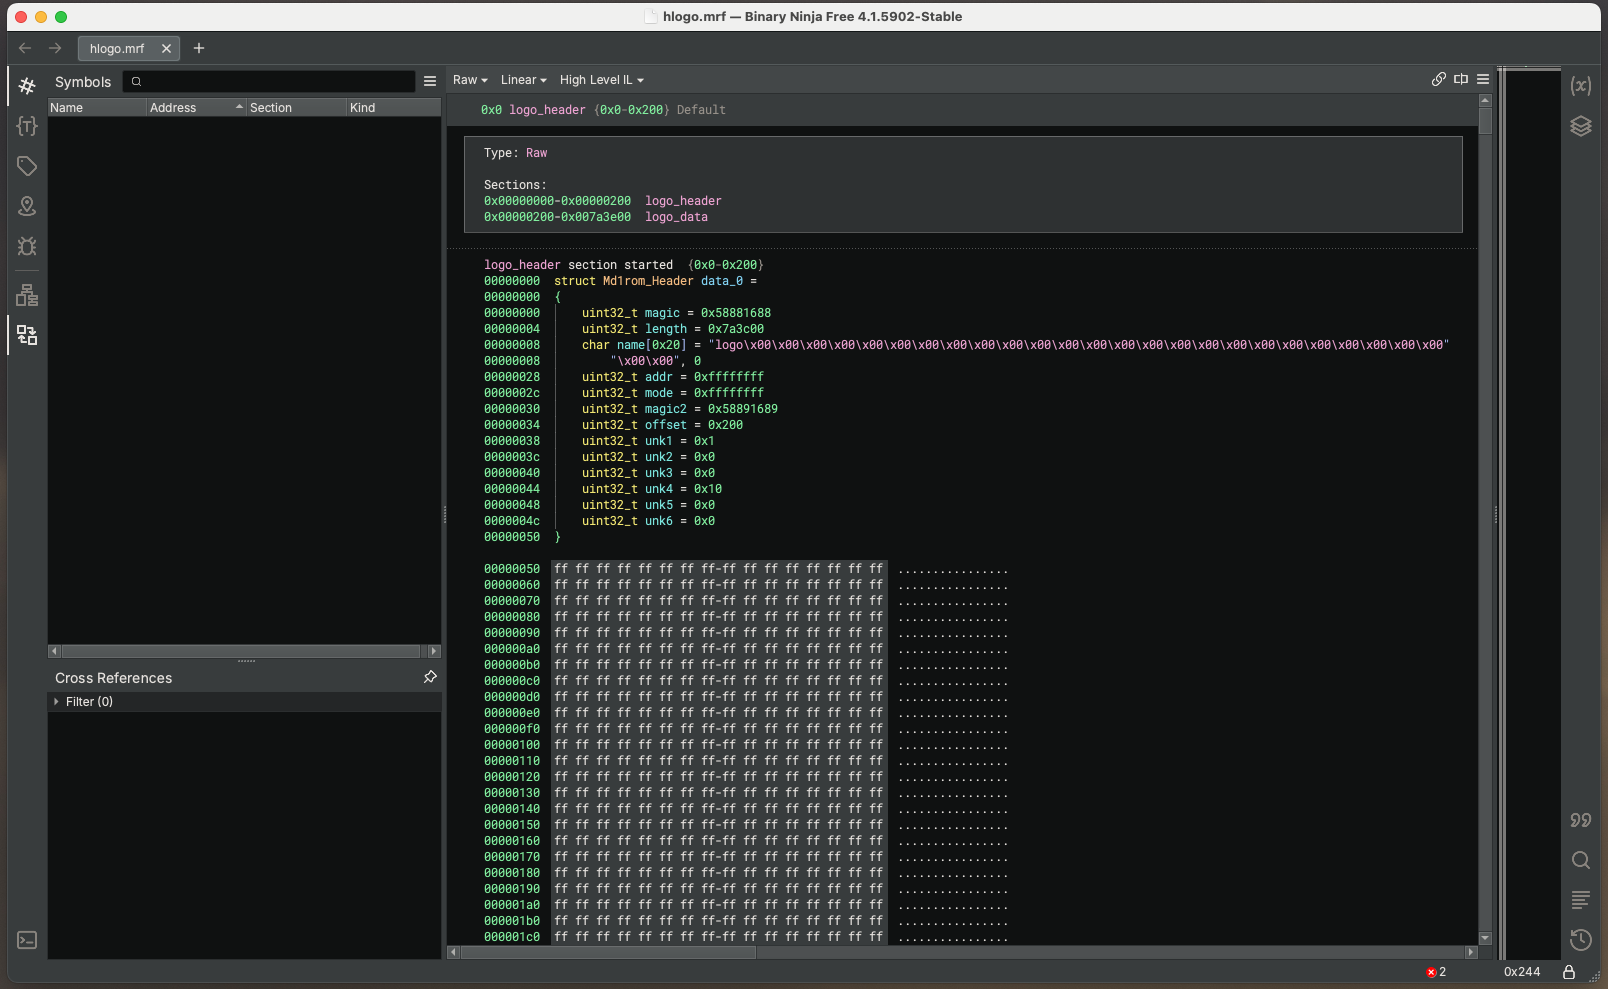 hlogo.mrf — Binary Ninja Free 4.1.5902-Stable
hlogo.mrf
Symbols
Name Address Section Kind
Cross References
Filter (0)
Raw Linear High Level IL
0x0 logo_header {0x0-0x200} Default
Type: Raw
Sections:
0x00000000-0x00000200 logo_header
0x00000200-0x007a3e00 logo_data
logo_header section started {0x0-0x200}
00000000 struct Md1rom_Header data_0 =
00000000 {
00000000 uint32_t magic = 0x58881688
00000004 uint32_t length = 0x7a3c00
00000008 char name[0x20] = "logo\x00\x00\x00\x00\x00\x00\x00\x00\x00\x00\x00\x00\x00\x00\x00\x00\x00\x00\x00\x00\x00\x00\x00\x00\x00"
00000008 "\x00\x00", 0
00000028 uint32_t addr = 0xffffffff
0000002c uint32_t mode = 0xffffffff
00000030 uint32_t magic2 = 0x58891689
00000034 uint32_t offset = 0x200
00000038 uint32_t unk1 = 0x1
0000003c uint32_t unk2 = 0x0
00000040 uint32_t unk3 = 0x0
00000044 uint32_t unk4 = 0x10
00000048 uint32_t unk5 = 0x0
0000004c uint32_t unk6 = 0x0
00000050 }
00000050 ff ff ff ff ff ff ff ff-ff ff ff ff ff ff ff ff ................
00000060 ff ff ff ff ff ff ff ff-ff ff ff ff ff ff ff ff ................
00000070 ff ff ff ff ff ff ff ff-ff ff ff ff ff ff ff ff ................
00000080 ff ff ff ff ff ff ff ff-ff ff ff ff ff ff ff ff ................
00000090 ff ff ff ff ff ff ff ff-ff ff ff ff ff ff ff ff ................
000000a0 ff ff ff ff ff ff ff ff-ff ff ff ff ff ff ff ff ................
000000b0 ff ff ff ff ff ff ff ff-ff ff ff ff ff ff ff ff ................
000000c0 ff ff ff ff ff ff ff ff-ff ff ff ff ff ff ff ff ................
000000d0 ff ff ff ff ff ff ff ff-ff ff ff ff ff ff ff ff ................
000000e0 ff ff ff ff ff ff ff ff-ff ff ff ff ff ff ff ff ................
000000f0 ff ff ff ff ff ff ff ff-ff ff ff ff ff ff ff ff ................
00000100 ff ff ff ff ff ff ff ff-ff ff ff ff ff ff ff ff ................
00000110 ff ff ff ff ff ff ff ff-ff ff ff ff ff ff ff ff ................
00000120 ff ff ff ff ff ff ff ff-ff ff ff ff ff ff ff ff ................
00000130 ff ff ff ff ff ff ff ff-ff ff ff ff ff ff ff ff ................
00000140 ff ff ff ff ff ff ff ff-ff ff ff ff ff ff ff ff ................
00000150 ff ff ff ff ff ff ff ff-ff ff ff ff ff ff ff ff ................
00000160 ff ff ff ff ff ff ff ff-ff ff ff ff ff ff ff ff ................
00000170 ff ff ff ff ff ff ff ff-ff ff ff ff ff ff ff ff ................
00000180 ff ff ff ff ff ff ff ff-ff ff ff ff ff ff ff ff ................
00000190 ff ff ff ff ff ff ff ff-ff ff ff ff ff ff ff ff ................
000001a0 ff ff ff ff ff ff ff ff-ff ff ff ff ff ff ff ff ................
000001b0 ff ff ff ff ff ff ff ff-ff ff ff ff ff ff ff ff ................
000001c0 ff ff ff ff ff ff ff ff-ff ff ff ff ff ff ff ff ................
2 0x244